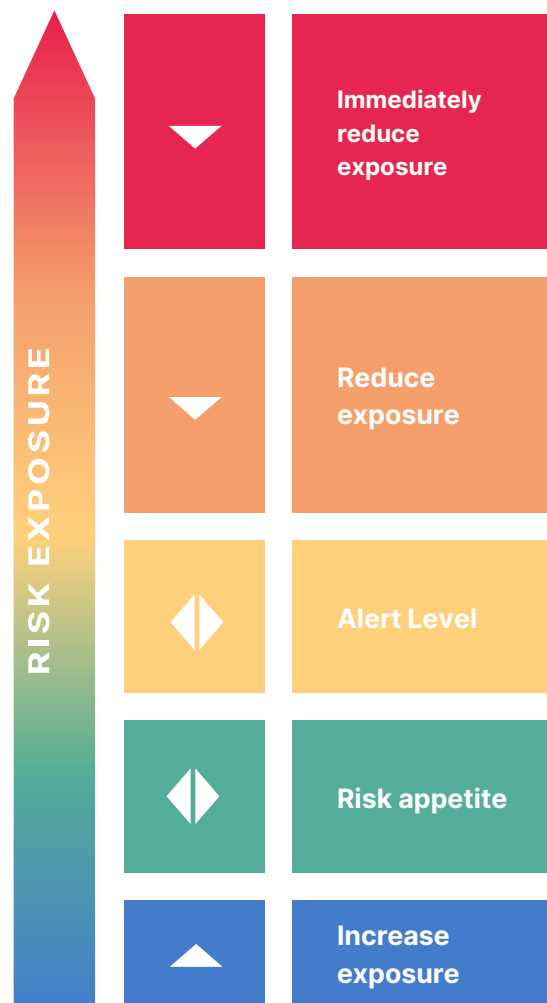 RISK EXPOSURE
Immediately
reduce
exposure
Reduce
exposure
Alert Level
Risk appetite
Increase
exposure